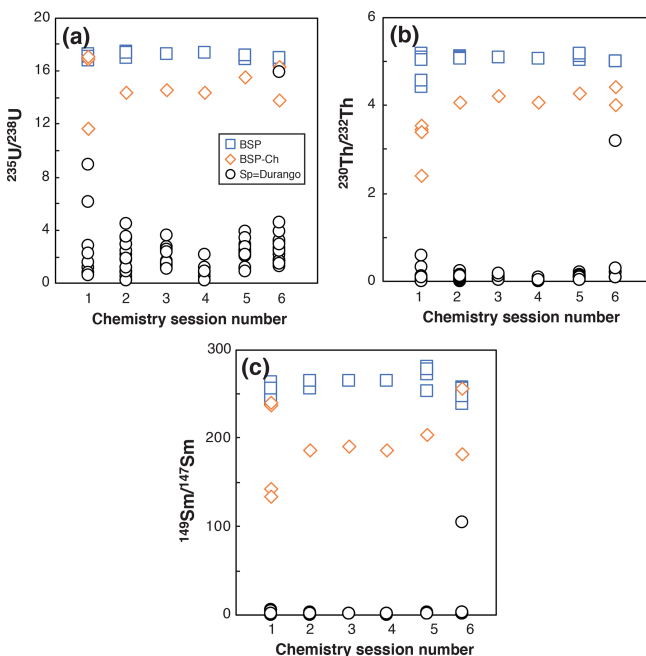 (a)
20
16
12
8
4
0
235U/238U
BSP
BSP-Ch
Sp=Durango
1 2 3 4 5 6
Chemistry session number
(b)
6
4
2
0
230Th/232Th
1 2 3 4 5 6
Chemistry session number
(c)
300
200
100
0
149Sm/147Sm
1 2 3 4 5 6
Chemistry session number